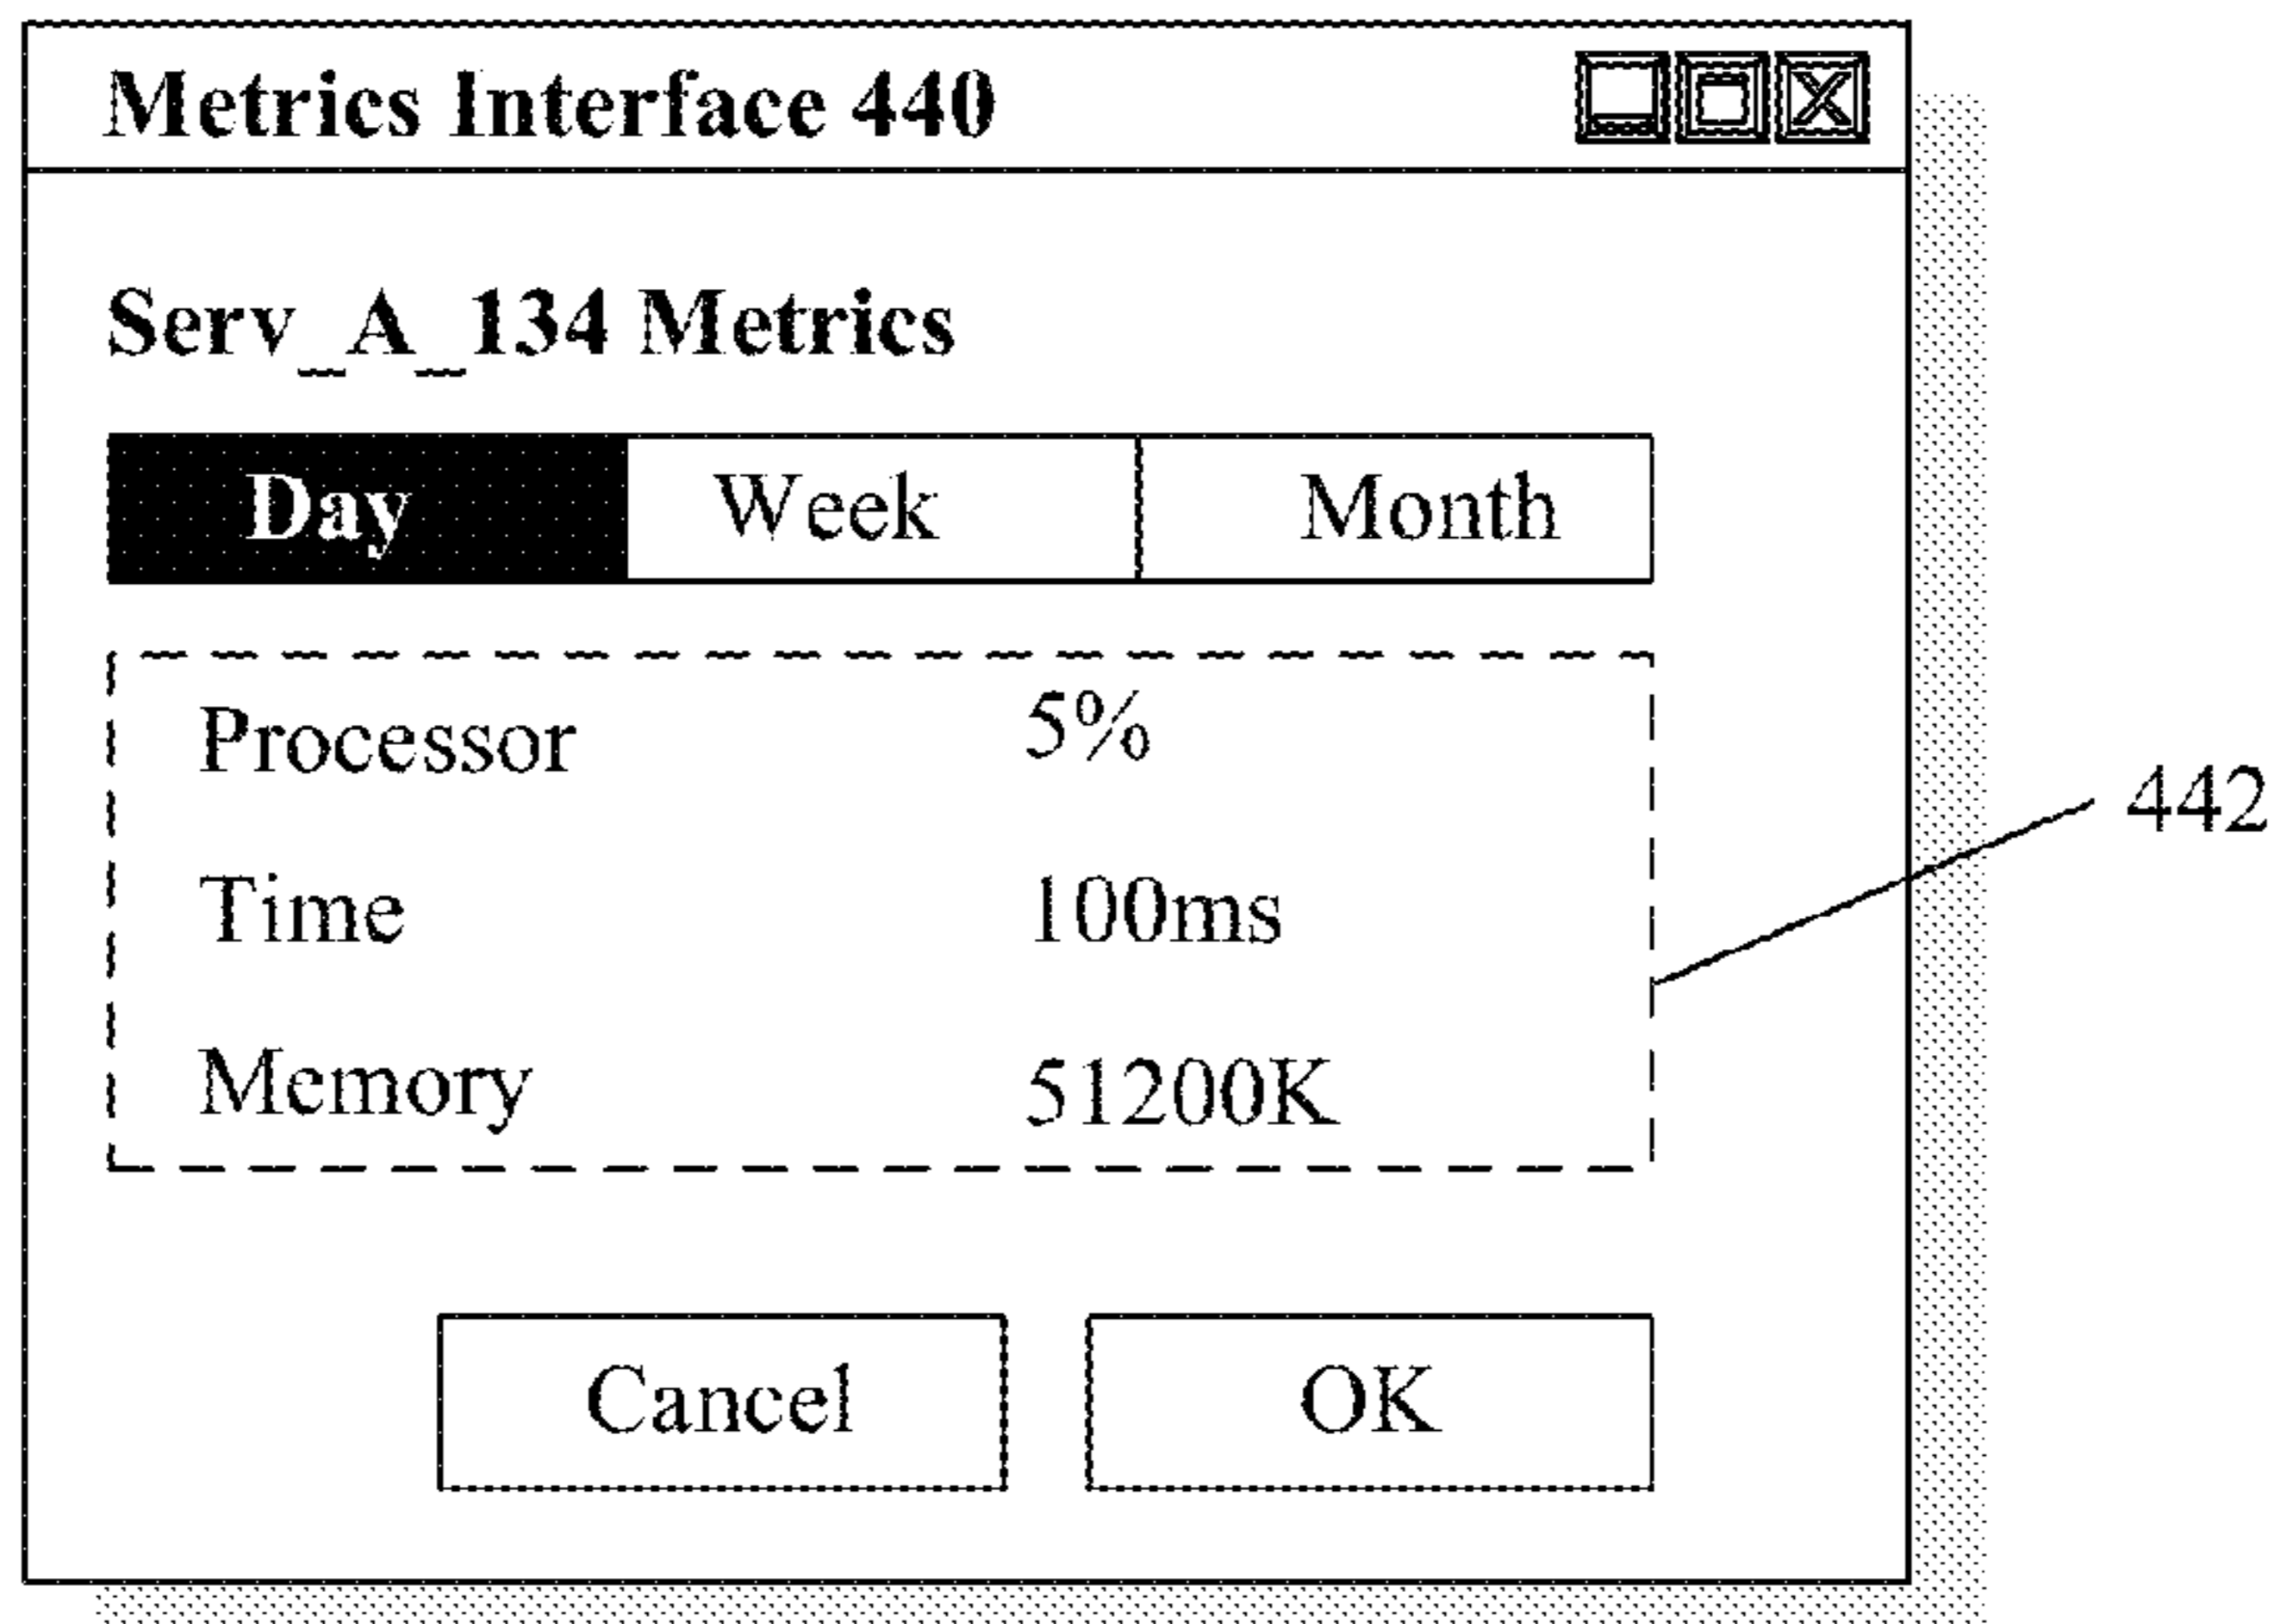 Metrics Interface 440
Serv_A_134 Metrics
Day Week Month
Processor 5%
442
Time 100ms
Memory 51200K
Cancel OK